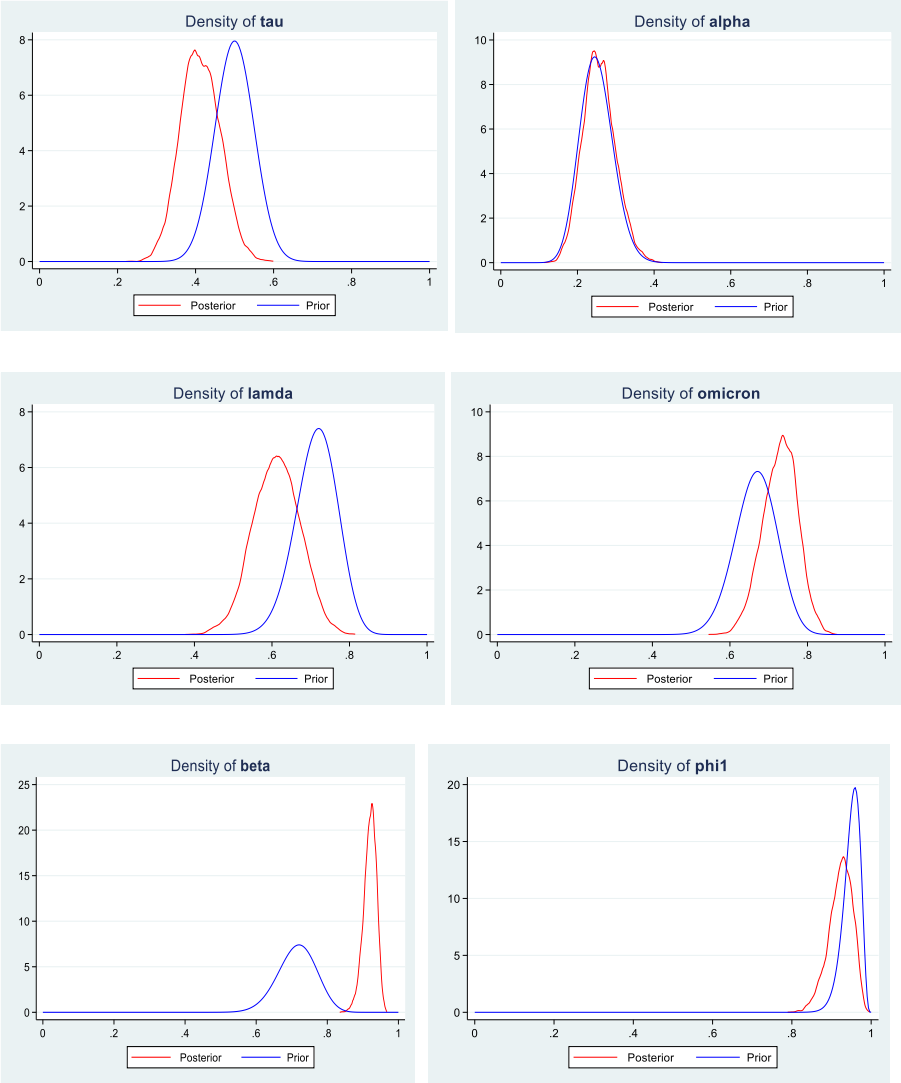 Density of tau
8
6
4
2
0
0 .2 .4 .6 .8 1
Posterior Prior
Density of alpha
10
8
6
4
2
0
0 .2 .4 .6 .8 1
Posterior Prior
Density of lamda
8
6
4
2
0
0 .2 .4 .6 .8 1
Posterior Prior
Density of omicron
10
8
6
4
2
0
0 .2 .4 .6 .8 1
Posterior Prior
Density of beta
25
20
15
10
5
0
0 .2 .4 .6 .8 1
Posterior Prior
Density of phi1
20
15
10
5
0
0 .2 .4 .6 .8 1
Posterior Prior